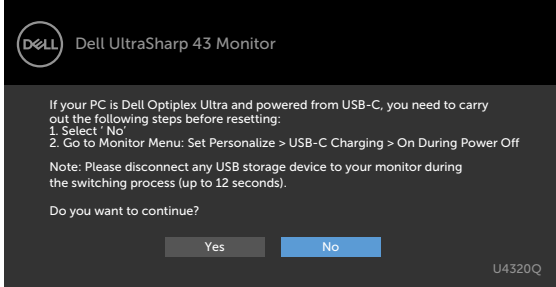 DELL
Dell UltraSharp 43 Monitor
If your PC is Dell Optiplex Ultra and powered from USB-C, you need to carry
out the following steps before resetting:
1. Select ' No'
2. Go to Monitor Menu: Set Personalize > USB-C Charging > On During Power Off
Note: Please disconnect any USB storage device to your monitor during
the switching process (up to 12 seconds).
Do you want to continue?
Yes
No
U4320Q